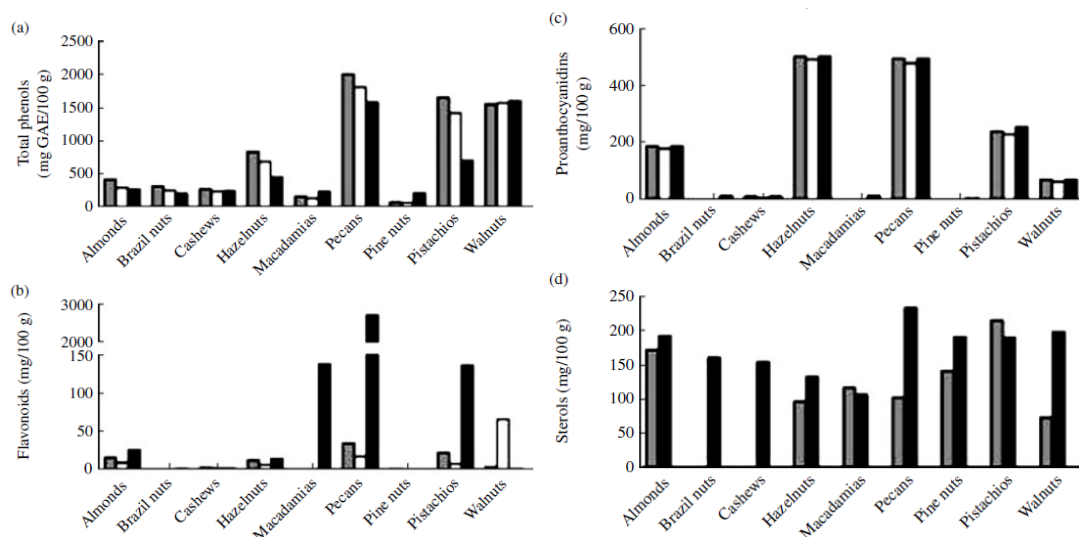 (a)
Total phenols
(mg GAE/100 g)
2500
2000
1500
1000
500
0
Almonds
Brazil nuts
Cashews
Hazelnuts
Macadamias
Pecans
Pine nuts
Pistachios
Walnuts
(b)
Flavonoids (mg/100 g)
3000
2000
150
100
50
0
Almonds
Brazil nuts
Cashews
Hazelnuts
Macadamias
Pecans
Pine nuts
Pistachios
Walnuts
(c)
Proanthocyanidins
(mg/100 g)
600
400
200
0
Almonds
Brazil nuts
Cashews
Hazelnuts
Macadamias
Pecans
Pine nuts
Pistachios
Walnuts
(d)
Sterols (mg/100 g)
250
200
150
100
50
0
Almonds
Brazil nuts
Cashews
Hazelnuts
Macadamias
Pecans
Pine nuts
Pistachios
Walnuts